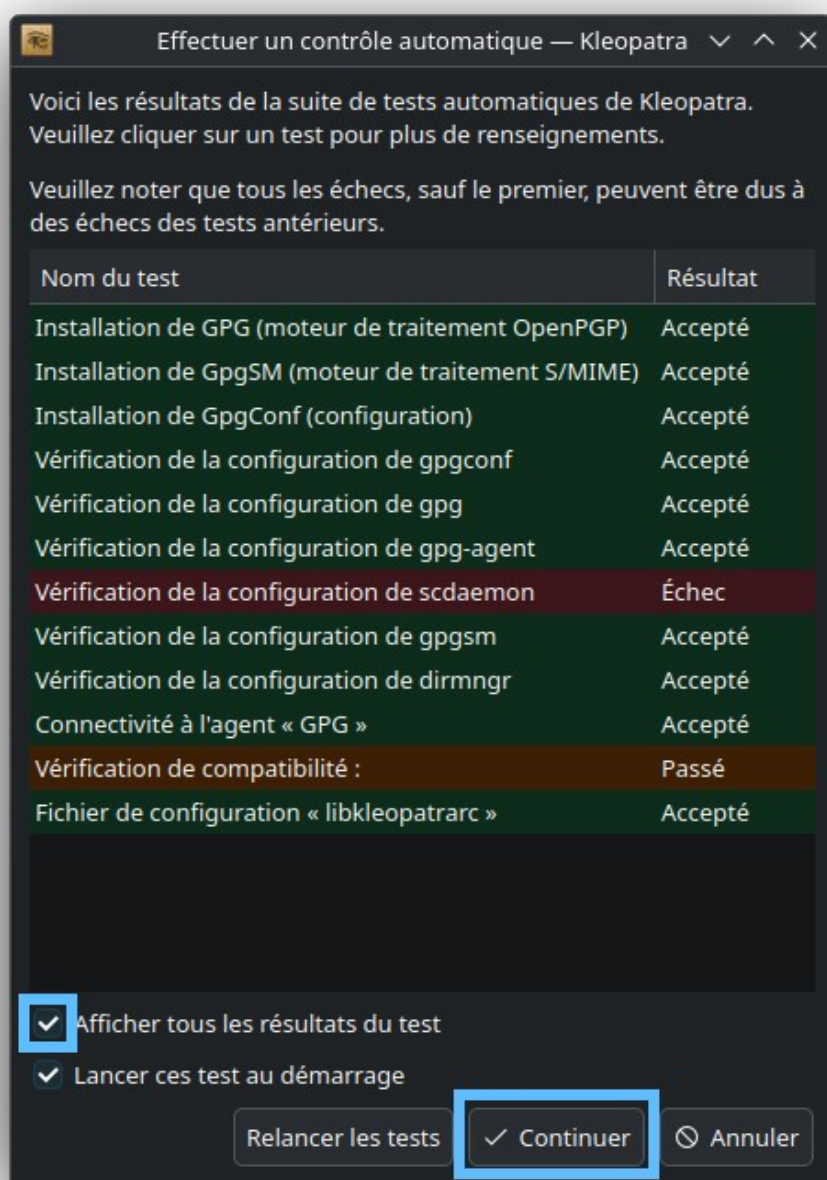 Effectuer un contrôle automatique — Kleopatra
Voici les résultats de la suite de tests automatiques de Kleopatra.
Veuillez cliquer sur un test pour plus de renseignements.
Veuillez noter que tous les échecs, sauf le premier, peuvent être dus à
des échecs des tests antérieurs.
Nom du test Résultat
Installation de GPG (moteur de traitement OpenPGP) Accepté
Installation de GpgSM (moteur de traitement S/MIME) Accepté
Installation de GpgConf (configuration) Accepté
Vérification de la configuration de gpgconf Accepté
Vérification de la configuration de gpg Accepté
Vérification de la configuration de gpg-agent Accepté
Vérification de la configuration de scdaemon Échec
Vérification de la configuration de gpgsm Accepté
Vérification de la configuration de dirmngr Accepté
Connectivité à l'agent « GPG » Accepté
Vérification de compatibilité : Passé
Fichier de configuration « libkleopatrarc » Accepté
Afficher tous les résultats du test
Lancer ces test au démarrage
Relancer les tests Continuer Annuler